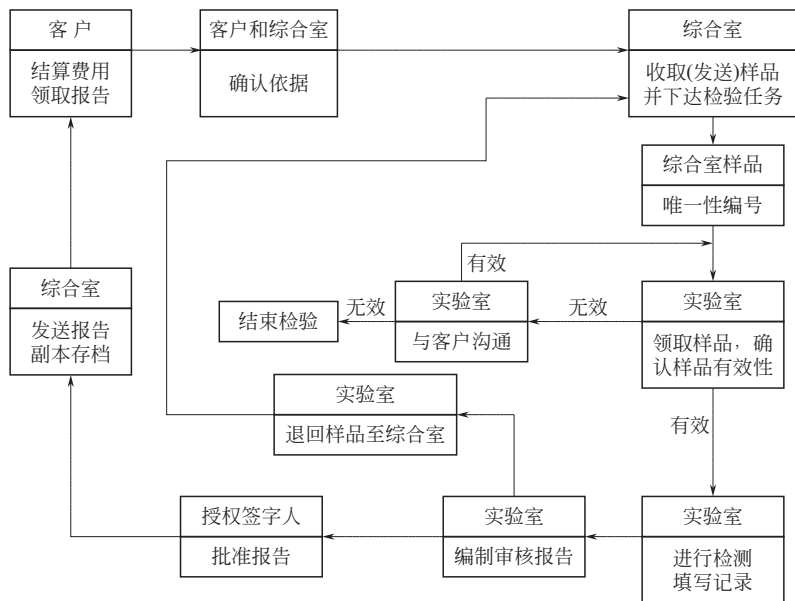 客 户
结算费用
领取报告
客户和综合室
确认依据
综合室
收取(发送)样品
并下达检验任务
综合室样品
唯一性编号
有效
综合室
发送报告
副本存档
结束检验
无效
实验室
与客户沟通
无效
实验室
领取样品，确
认样品有效性
实验室
退回样品至综合室
有效
授权签字人
批准报告
实验室
编制审核报告
实验室
进行检测
填写记录